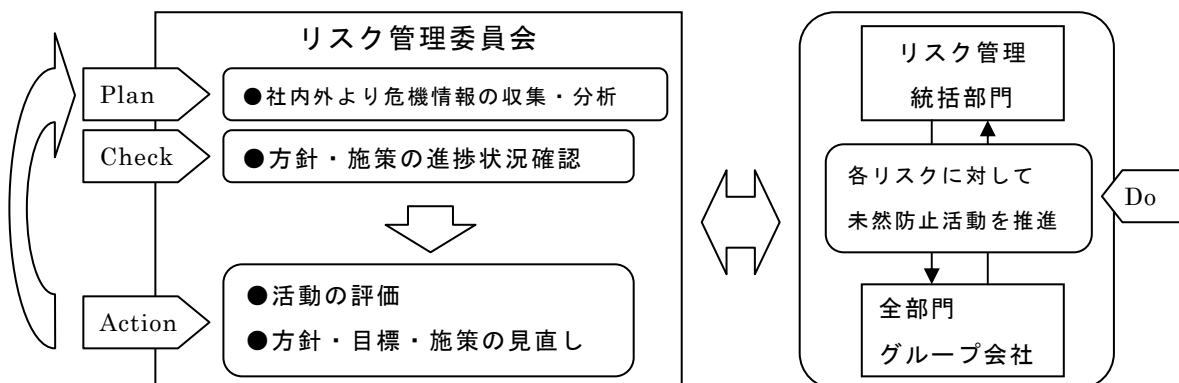 リスク管理委員会
Plan
●社内外より危機情報の収集・分析
Check
●方針・施策の進捗状況確認
Action
●活動の評価
●方針・目標・施策の見直し
リスク管理
統括部門
各リスクに対して
未然防止活動を推進
Do
全部門
グループ会社